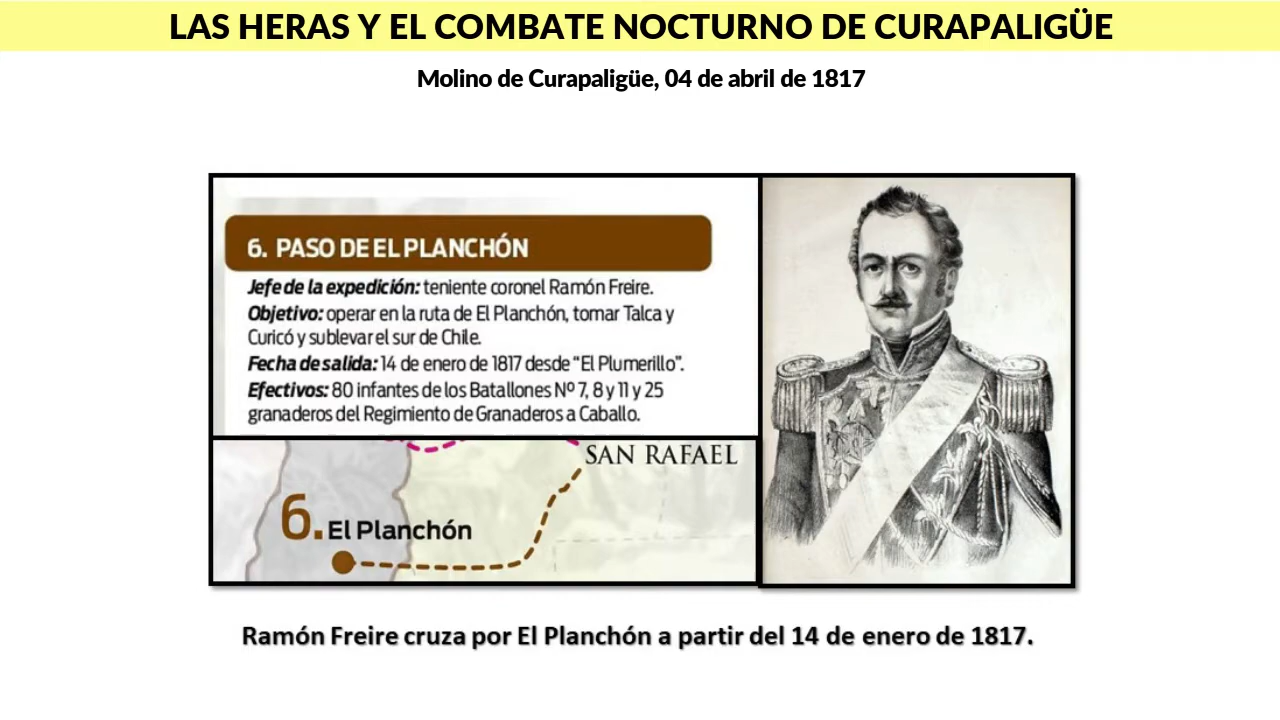 LAS HERAS Y EL COMBATE NOCTURNO DE CURAPALIGÜE
Molino de Curapaligüe, 04 de abril de 1817
6. PASO DE EL PLANCHÓN
Jefe de la expedición: teniente coronel Ramón Freire.
Objetivo: operar en la ruta de El Planchón, tomar Talca y
Curicó y sublevar el sur de Chile.
Fecha de salida: 14 de enero de 1817 desde “El Plumerillo”.
Efectivos: 80 infantes de los Batallones Nº 7, 8 y 11 y 25
granaderos del Regimiento de Granaderos a Caballo.
SAN RAFAEL
6. El Planchón
Ramón Freire cruza por El Planchón a partir del 14 de enero de 1817.